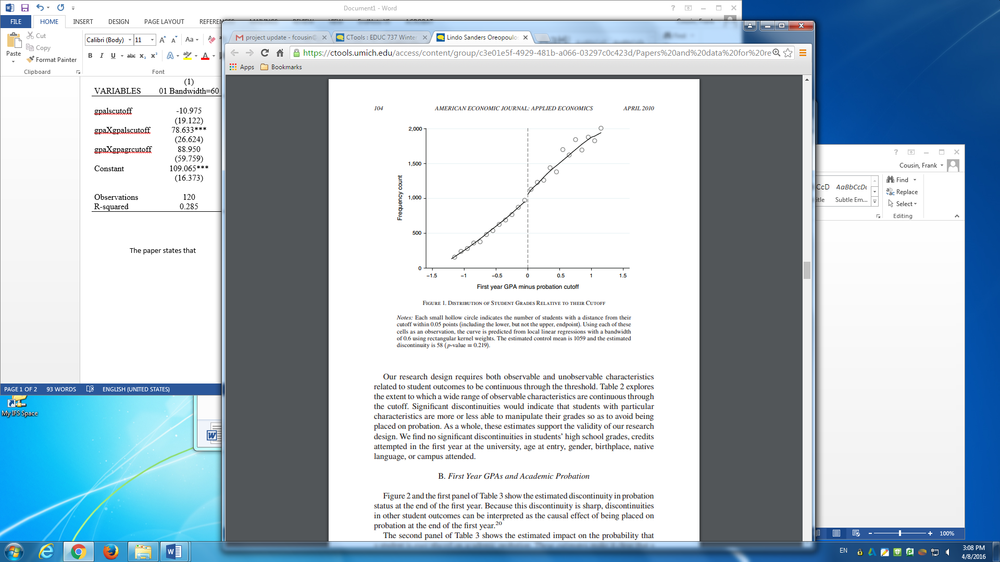 Document1 - Word
FILE HOME INSERT DESIGN PAGE LAYOUT REFERENCES
Cut
Copy
Paste
Format Painter
Clipboard
Calibri (Body) 11
Font
(1)
VARIABLES 01 Bandwidth=60
gpalscutoff -10.975
(19.122)
gpaXgpalscutoff 78.633***
(26.624)
gpaXgpagrcutoff 88.950
(59.759)
Constant 109.065***
(16.373)
Observations 120
R-squared 0.285
The paper states that
PAGE 1 OF 2 93 WORDS ENGLISH (UNITED STATES)
My IFS Space
project update - fcousin@
CTools : EDUC 737 Winter
Lindo Sanders Oreopoulo
https://ctools.umich.edu/access/content/group/c3e01e5f-4929-481b-a066-03297c0c423d/Papers%20and%20data%20for%20re
Apps Bookmarks
104 AMERICAN ECONOMIC JOURNAL: APPLIED ECONOMICS APRIL 2010
2,000
1,500
1,000
500
0
Frequency count
−1.5 −1 −0.5 0 0.5 1 1.5
First year GPA minus probation cutoff
Figure 1. Distribution of Student Grades Relative to their Cutoff
Notes: Each small hollow circle indicates the number of students with a distance from their
cutoff within 0.05 points (including the lower, but not the upper, endpoint). Using each of these
cells as an observation, the curve is predicted from local linear regressions with a bandwidth
of 0.6 using rectangular kernel weights. The estimated control mean is 1059 and the estimated
discontinuity is 58 (p-value = 0.219).
Our research design requires both observable and unobservable characteristics
related to student outcomes to be continuous through the threshold. Table 2 explores
the extent to which a wide range of observable characteristics are continuous through
the cutoff. Significant discontinuities would indicate that students with particular
characteristics are more or less able to manipulate their grades so as to avoid being
placed on probation. As a whole, these estimates support the validity of our research
design. We find no significant discontinuities in students' high school grades, credits
attempted in the first year at the university, age at entry, gender, birthplace, native
language, or campus attended.
B. First Year GPAs and Academic Probation
Figure 2 and the first panel of Table 3 show the estimated discontinuity in probation
status at the end of the first year. Because this discontinuity is sharp, discontinuities
in other student outcomes can be interpreted as the causal effect of being placed on
probation at the end of the first year.20
The second panel of Table 3 shows the estimated impact on the probability that
Cousin, Frank
CcD AaBbCcDc
itle Subtle Em...
Find
Replace
Select
Editing
100%
EN
3:08 PM
4/8/2016